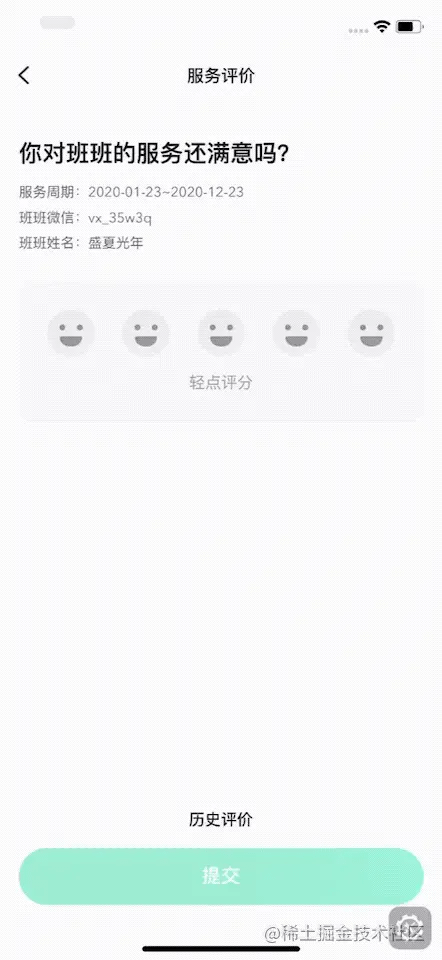 服务评价
你对班班的服务还满意吗？
服务周期：2020-01-23~2020-12-23
班班微信：vx_35w3q
班班姓名：盛夏光年
轻点评分
历史评价
提交
@稀土掘金技术社区